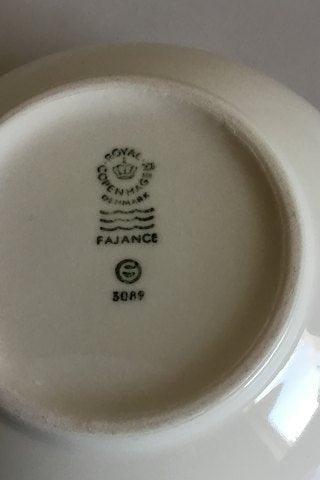 ROYAL
COPENHAGEN
DENMARK
FAJANCE
3089